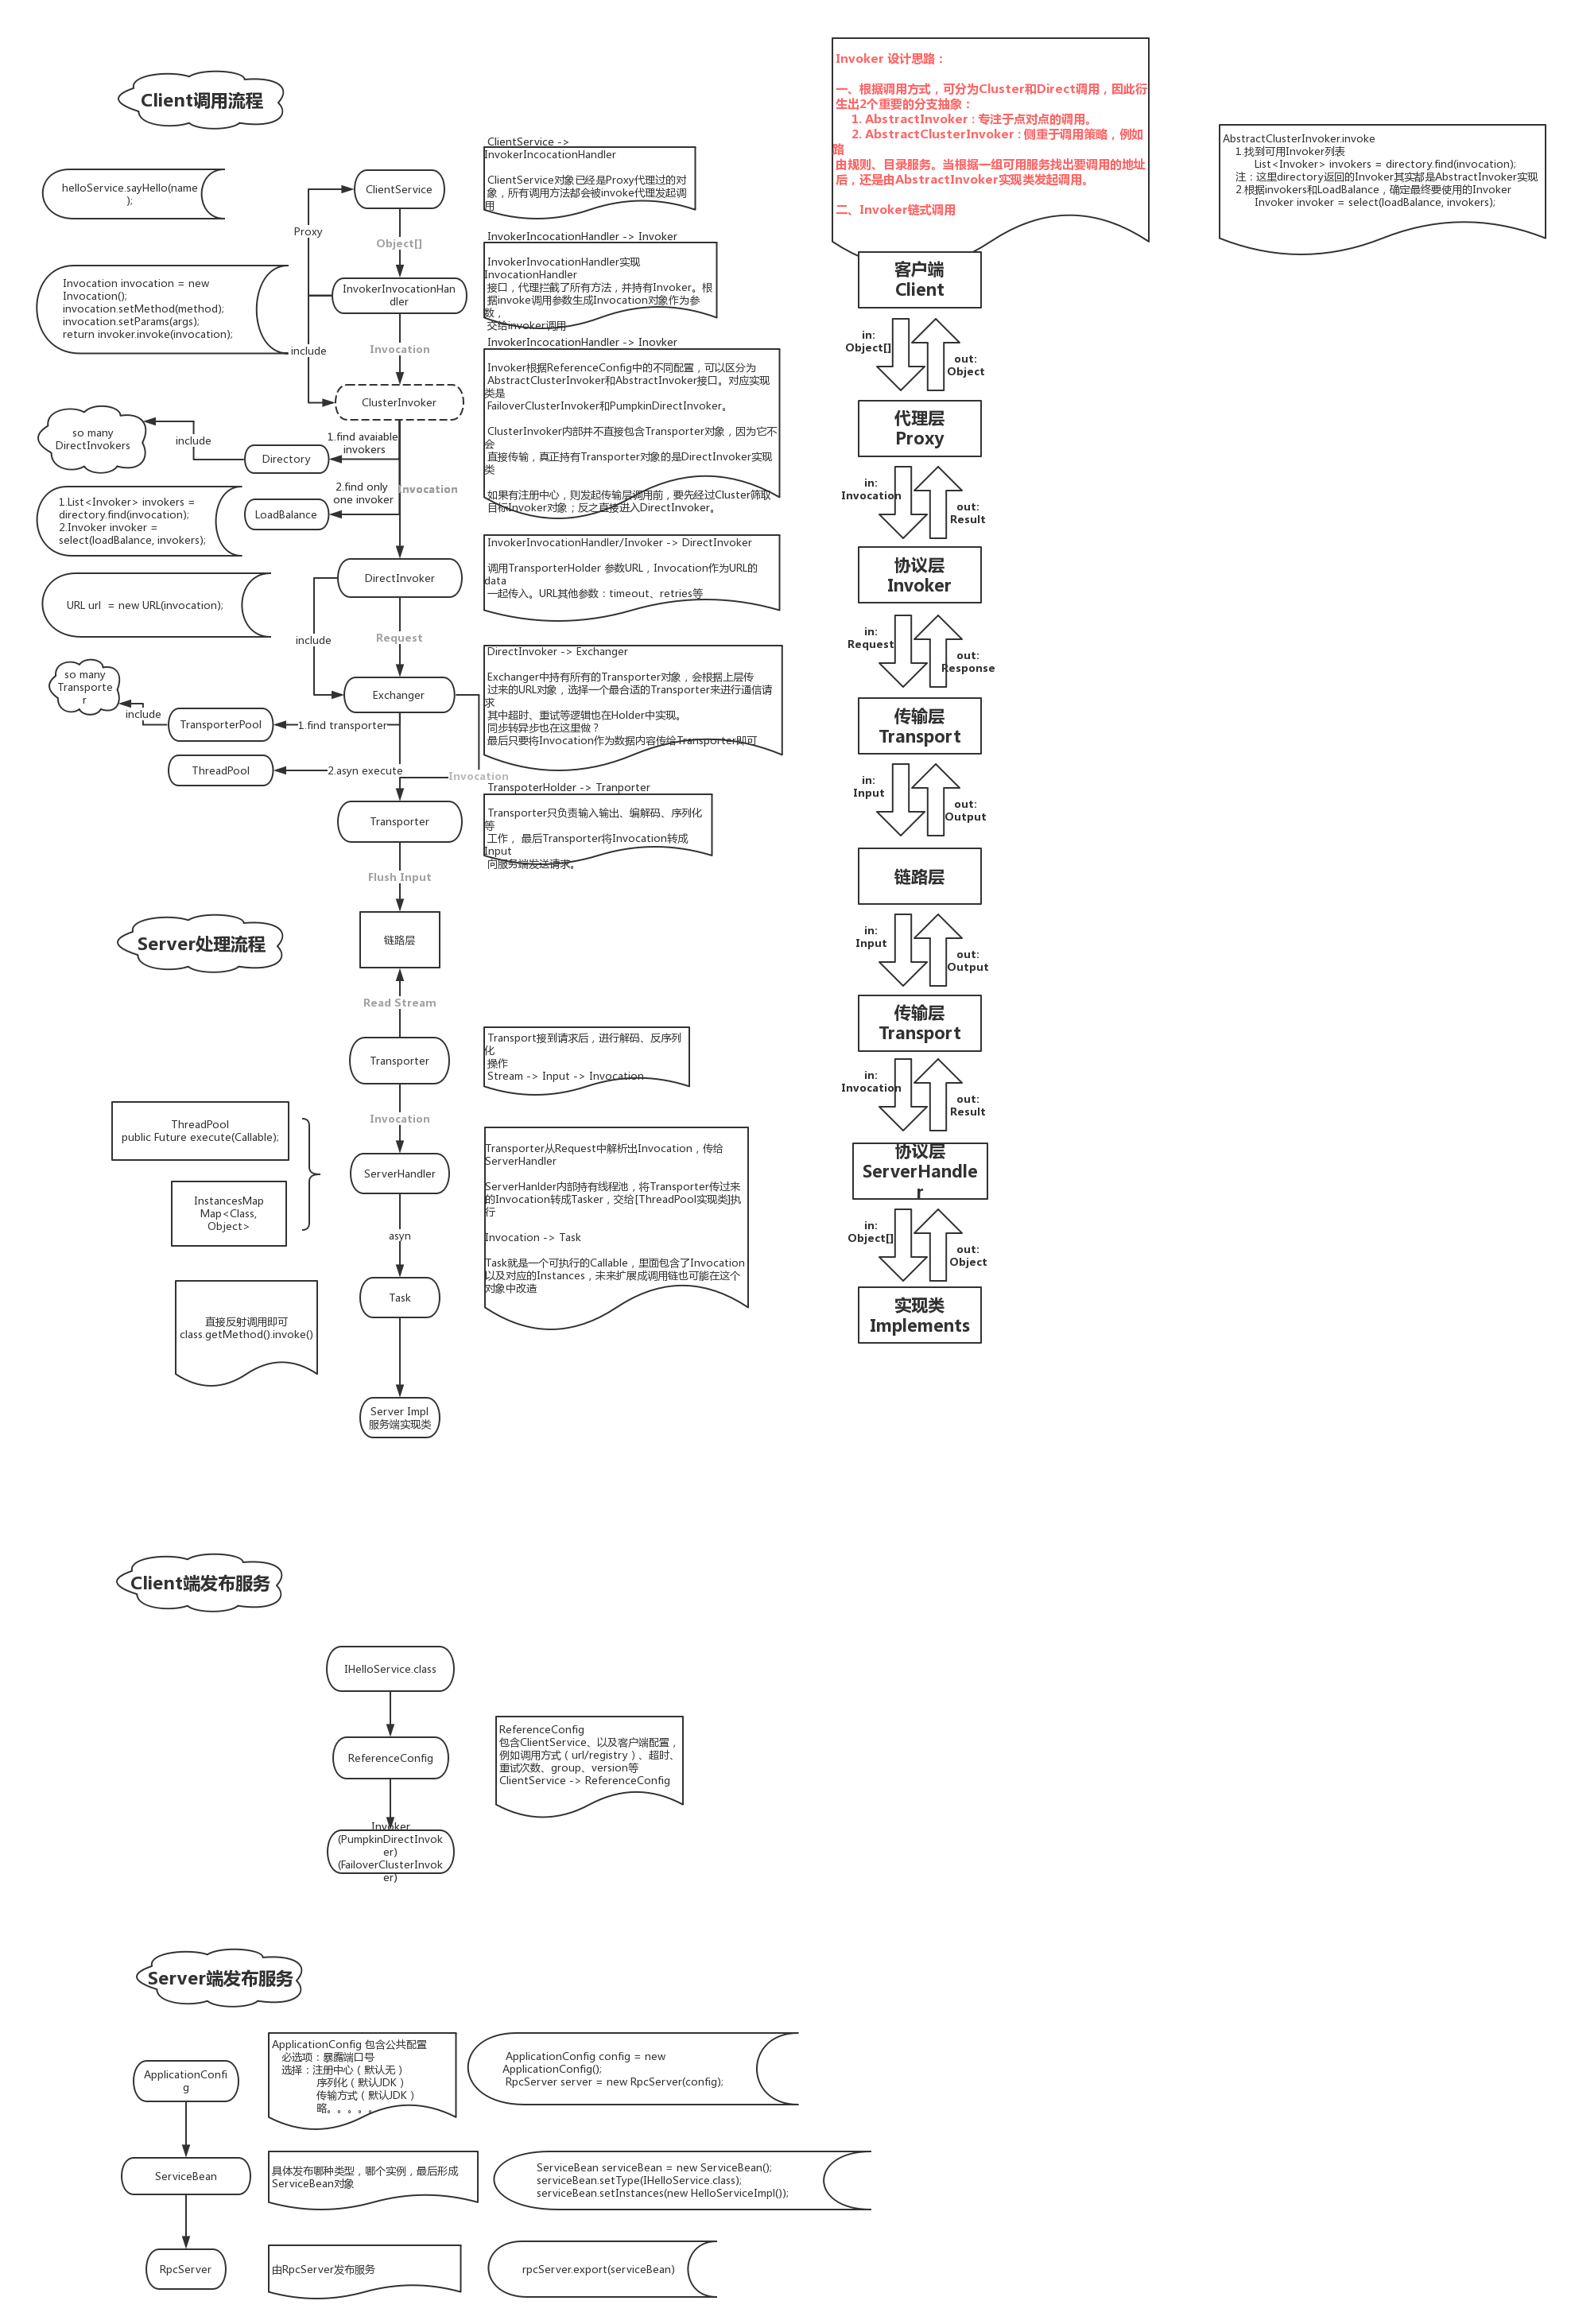 Client调用流程
helloService.sayHello(name
);
ClientService
Proxy
Object[]
InvokerInvocationHan
dler
Invocation invocation = new
Invocation();
invocation.setMethod(method);
invocation.setParams(args);
return invoker.invoke(invocation);
include
Invocation
ClusterInvoker
so many
DirectInvokers
include
Directory
1.find avaiable
invokers
2.find only
one invoker
Invocation
LoadBalance
1.List<Invoker> invokers =
directory.find(invocation);
2.Invoker invoker =
select(loadBalance, invokers);
DirectInvoker
URL url  = new URL(invocation);
include
Request
Exchanger
so many
Transporte
r
include
TransporterPool
1.find transporter
ThreadPool
2.asyn execute
Invocation
Transporter
Flush Input
链路层
ClientService ->
InvokerIncocationHandler
ClientService对象已经是Proxy代理过的对
象，所有调用方法都会被invoke代理发起调
用
InvokerIncocationHandler -> Invoker
InvokerIncocationHandler实现
InvocationHandler
接口，代理拦截了所有方法，并持有Invoker。根
据invoke调用参数生成Invocation对象作为参
数，
交给invoker调用
InvokerIncocationHandler -> Inovker
Invoker根据ReferenceConfig中的不同配置，可以区分为
AbstractClusterInvoker和AbstractInvoker接口。对应实现
类是
FailoverClusterInvoker和PumpkinDirectInvoker。
ClusterInvoker内部并不直接包含Transporter对象，因为它不
会
直接传输，真正持有Transporter对象的是DirectInvoker实现
类
如果有注册中心，则发起传输层调用前，要先经过Cluster筛取
目标Invoker对象；反之直接进入DirectInvoker。
InvokerInvocationHandler/Invoker -> DirectInvoker
调用TransporterHolder 参数URL，Invocation作为URL的
data
一起传入。URL其他参数：timeout、retries等
DirectInvoker -> Exchanger
Exchanger中持有所有的Transporter对象，会根据上层传
过来的URL对象，选择一个最合适的Transporter来进行通信请
求
其中超时、重试等逻辑也在Holder中实现。
同步转异步也在这里做？
最后只要将Invocation作为数据内容传给Transporter即可
TranspoterHolder -> Tranporter
Transporter只负责输入输出、编解码、序列化
等
工作， 最后Transporter将Invocation转成
Input
向服务端发送请求。
Server处理流程
Read Stream
Transporter
Invocation
ServerHandler
asyn
Task
Server Impl
服务端实现类
ThreadPool
public Future execute(Callable);
InstancesMap
Map<Class,
Object>
直接反射调用即可
class.getMethod().invoke()
Transport接到请求后，进行解码、反序列
化
操作
Stream -> Input -> Invocation
Transporter从Request中解析出Invocation，传给
ServerHandler
ServerHanlder内部持有线程池，将Transporter传过来
的Invocation转成Tasker，交给[ThreadPool实现类]执
行
Invocation -> Task
Task就是一个可执行的Callable，里面包含了Invocation
以及对应的Instances，未来扩展成调用链也可能在这个
对象中改造
Invoker 设计思路：
一、根据调用方式，可分为Cluster和Direct调用，因此衍
生出2个重要的分支抽象：
1. AbstractInvoker : 专注于点对点的调用。
2. AbstractClusterInvoker : 侧重于调用策略，例如
路
由规则、目录服务。当根据一组可用服务找出要调用的地址
后，还是由AbstractInvoker实现类发起调用。
二、Invoker链式调用
AbstractClusterInvoker.invoke
1.找到可用Invoker列表
List<Invoker> invokers = directory.find(invocation);
注：这里directory返回的Invoker其实都是AbstractInvoker实现
2.根据invokers和LoadBalance，确定最终要使用的Invoker
Invoker invoker = select(loadBalance, invokers);
客户端
Client
in:
Object[]
out:
Object
代理层
Proxy
in:
Invocation
out:
Result
协议层
Invoker
in:
Request
out:
Response
传输层
Transport
in:
Input
out:
Output
链路层
in:
Input
out:
Output
传输层
Transport
in:
Invocation
out:
Result
协议层
ServerHandle
r
in:
Object[]
out:
Object
实现类
Implements
Client端发布服务
IHelloService.class
ReferenceConfig
Invoker
(PumpkinDirectInvok
er)
(FailoverClusterInvok
er)
ReferenceConfig
包含ClientService、以及客户端配置，
例如调用方式（url/registry）、超时、
重试次数、group、version等
ClientService -> ReferenceConfig
Server端发布服务
ApplicationConfi
g
ApplicationConfig 包含公共配置
必选项：暴露端口号
选择：注册中心（默认无）
序列化（默认JDK）
传输方式（默认JDK）
略。。。。。
ApplicationConfig config = new
ApplicationConfig();
RpcServer server = new RpcServer(config);
ServiceBean
具体发布哪种类型，哪个实例，最后形成
ServiceBean对象
ServiceBean serviceBean = new ServiceBean();
serviceBean.setType(IHelloService.class);
serviceBean.setInstances(new HelloServiceImpl());
RpcServer
由RpcServer发布服务
rpcServer.export(serviceBean)